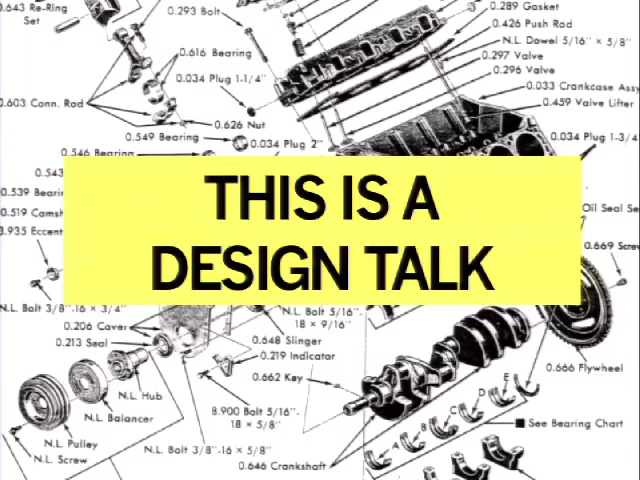 0.643 Re-Ring
Set
0.293 Bolt
0.289 Gasket
0.426 Push Rod
N.L. Dowel 5/16" × 5/8"
0.616 Bearing
0.297 Valve
0.034 Plug 1-1/4"
0.296 Valve
0.033 Crankcase Assy
0.603 Conn. Rod
0.459 Valve Lifter
0.626 Nut
0.549 Bearing
0.034 Plug 2"
0.034 Plug 1-3/4"
0.546 Bearing
0.543
0.539 Bearin
THIS IS A
DESIGN TALK
0.519 Camsh
Oil Seal Se
8.935 Eccent
0.669 Screw
N.L. Bolt 3/8"-16 × 3/4"
N.L. Bolt 5/16"-
18 × 9/16"
0.206 Cover
0.213 Seal
0.648 Slinger
0.219 Indicator
0.662 Key
0.666 Flywheel
N.L. Hub
N.L. Balancer
8.900 Bolt 5/16"-
18 × 5/8"
E
D
C
B
A
See Bearing Chart
N.L. Pulley
N.L. Screw
N.L. Bolt 3/8"-16 × 5/8"
0.646 Crankshaft